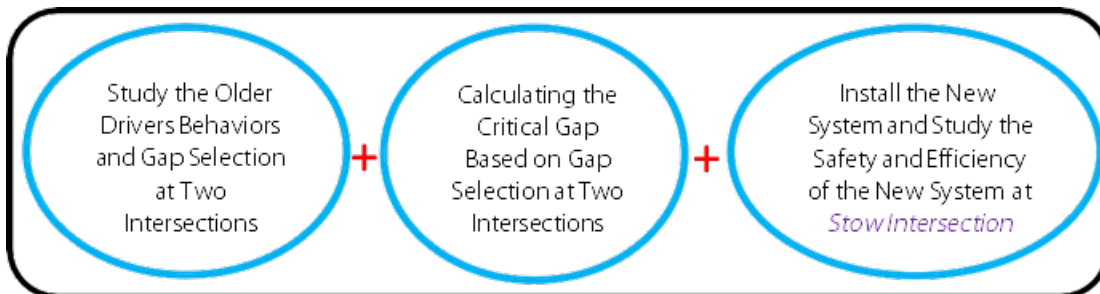 Study the Older
Drivers Behaviors
and Gap Selection
at Two
Intersections
+
Calculating the
Critical Gap
Based on Gap
Selection at Two
Intersections
+
Install the New
System and Study the
Safety and Efficiency
of the New System at
Stow Intersection